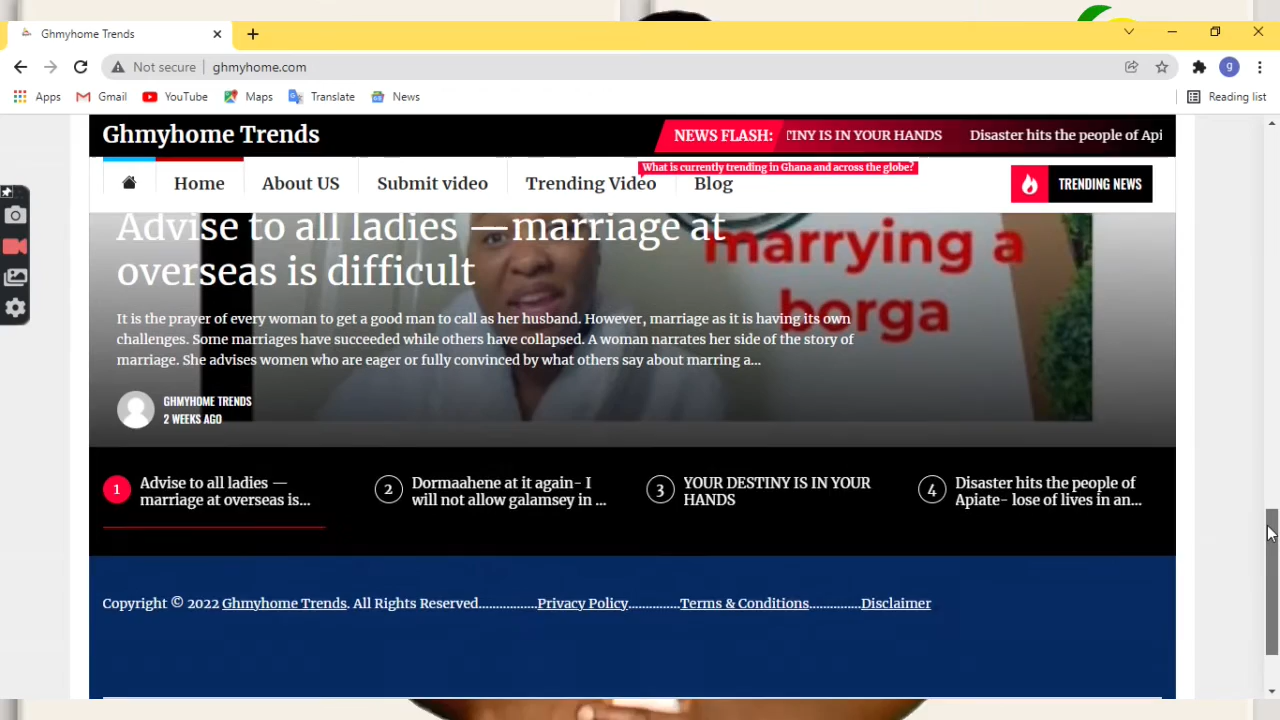 Ghmyhome Trends
Not secure
ghmyhome.com
Apps
Gmail
YouTube
Maps
Translate
News
Reading list
g
Ghmyhome Trends
NEWS FLASH:
TINY IS IN YOUR HANDS
Disaster hits the people of Api
What is currently trending in Ghana and across the globe?
Home
About US
Submit video
Trending Video
Blog
TRENDING NEWS
Advise to all ladies —marriage at
overseas is difficult
marrying a
borga
It is the prayer of every woman to get a good man to call as her husband. However, marriage as it is having its own
challenges. Some marriages have succeeded while others have collapsed. A woman narrates her side of the story of
marriage. She advises women who are eager or fully convinced by what others say about marring a...
GHMYHOME TRENDS
2 WEEKS AGO
1
Advise to all ladies —
marriage at overseas is...
2
Dormaahene at it again- I
will not allow galamsey in ...
3
YOUR DESTINY IS IN YOUR
HANDS
4
Disaster hits the people of
Apiate- lose of lives in an...
Copyright © 2022 Ghmyhome Trends. All Rights Reserved.................Privacy Policy...............Terms & Conditions...............Disclaimer